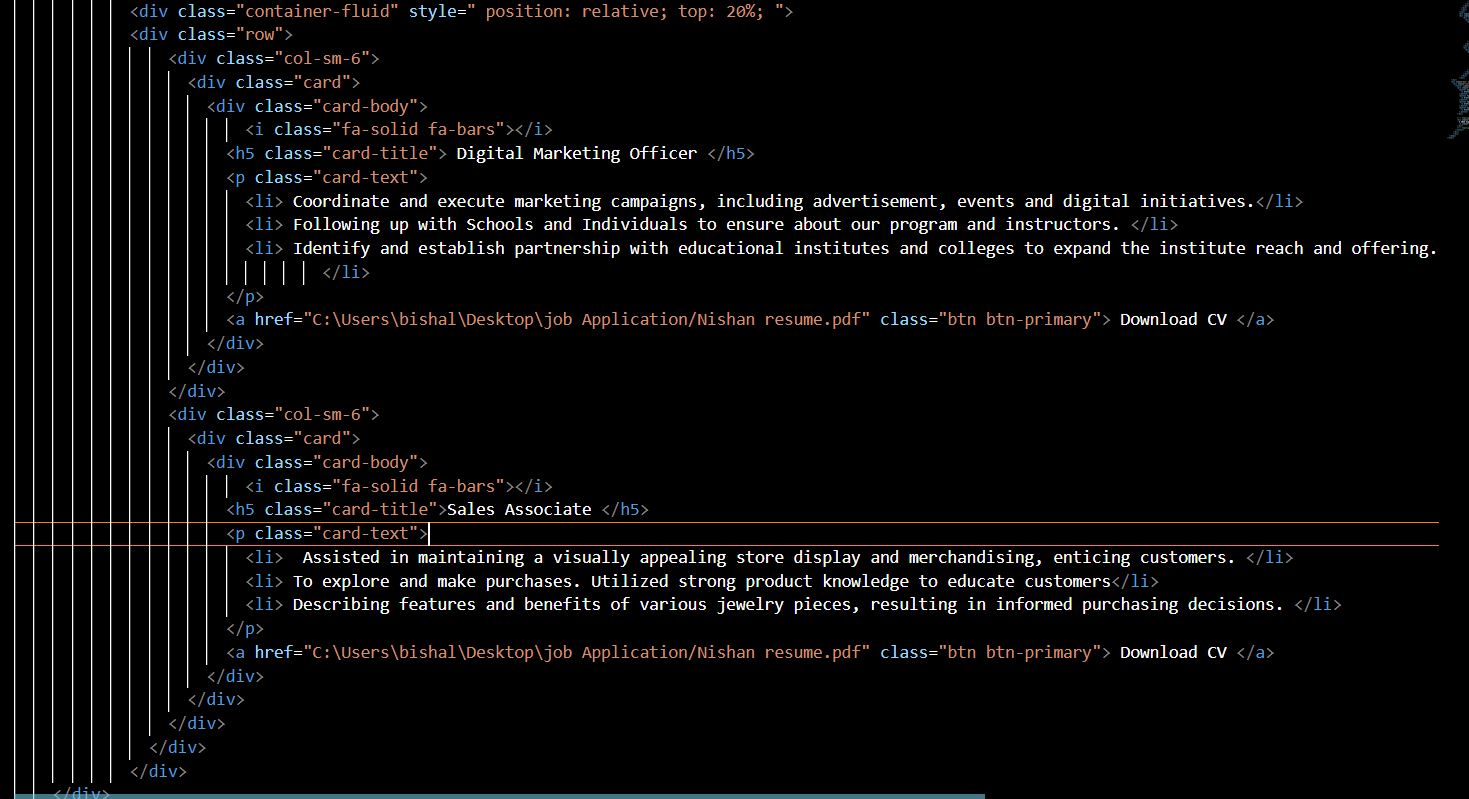 <div class="container-fluid" style=" position: relative; top: 20%; ">
<div class="row">
<div class="col-sm-6">
<div class="card">
<div class="card-body">
<i class="fa-solid fa-bars"></i>
<h5 class="card-title"> Digital Marketing Officer </h5>
<p class="card-text">
<li> Coordinate and execute marketing campaigns, including advertisement, events and digital initiatives.</li>
<li> Following up with Schools and Individuals to ensure about our program and instructors. </li>
<li> Identify and establish partnership with educational institutes and colleges to expand the institute reach and offering.
</li>
</p>
<a href="C:\Users\bishal\Desktop\job Application/Nishan resume.pdf" class="btn btn-primary"> Download CV </a>
</div>
</div>
</div>
<div class="col-sm-6">
<div class="card">
<div class="card-body">
<i class="fa-solid fa-bars"></i>
<h5 class="card-title">Sales Associate </h5>
<p class="card-text">
<li>  Assisted in maintaining a visually appealing store display and merchandising, enticing customers. </li>
<li> To explore and make purchases. Utilized strong product knowledge to educate customers</li>
<li> Describing features and benefits of various jewelry pieces, resulting in informed purchasing decisions. </li>
</p>
<a href="C:\Users\bishal\Desktop\job Application/Nishan resume.pdf" class="btn btn-primary"> Download CV </a>
</div>
</div>
</div>
</div>
</div>
</div>